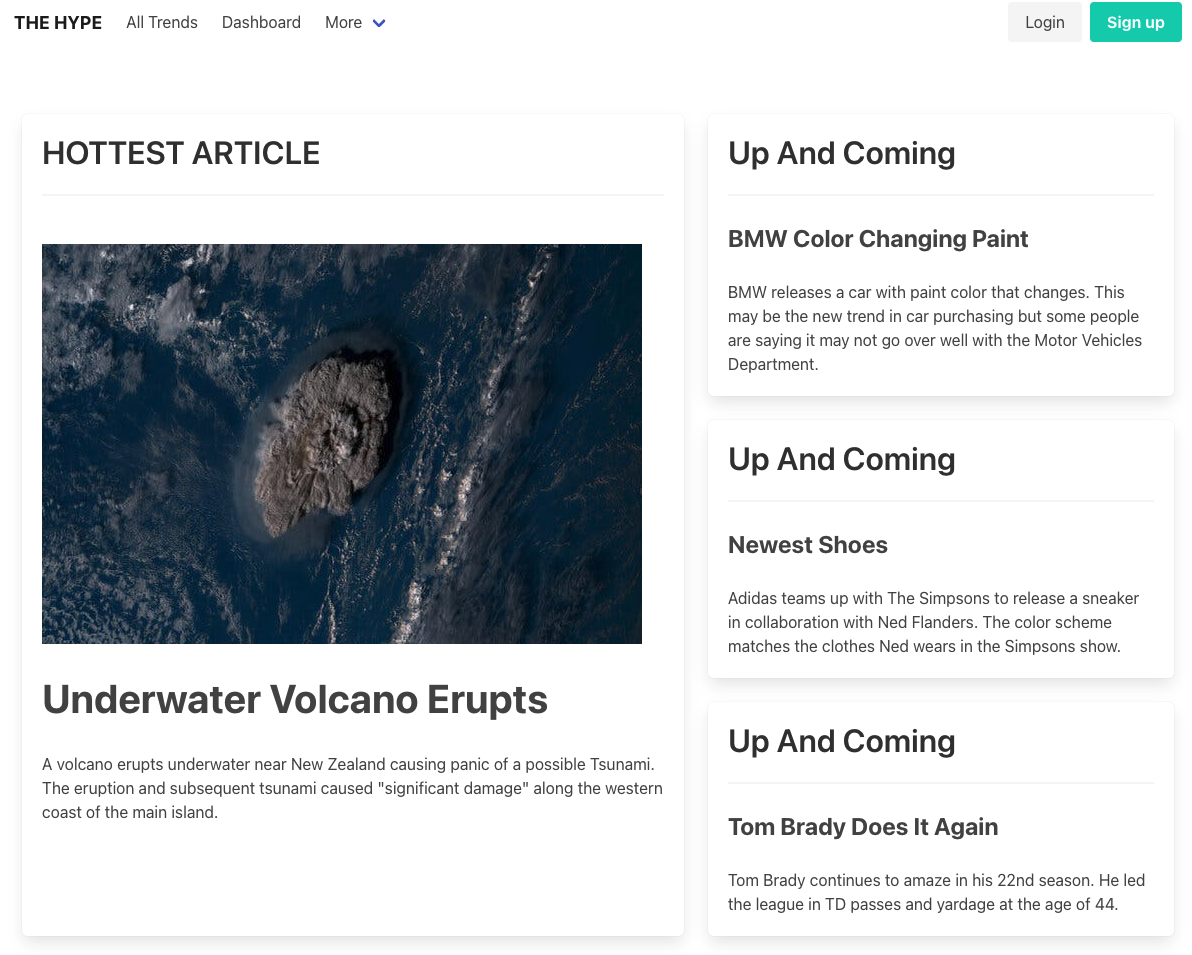 THE HYPE All Trends Dashboard More Login Sign up
HOTTEST ARTICLE
Underwater Volcano Erupts
A volcano erupts underwater near New Zealand causing panic of a possible Tsunami.
The eruption and subsequent tsunami caused "significant damage" along the western
coast of the main island.
Up And Coming
BMW Color Changing Paint
BMW releases a car with paint color that changes. This
may be the new trend in car purchasing but some people
are saying it may not go over well with the Motor Vehicles
Department.
Up And Coming
Newest Shoes
Adidas teams up with The Simpsons to release a sneaker
in collaboration with Ned Flanders. The color scheme
matches the clothes Ned wears in the Simpsons show.
Up And Coming
Tom Brady Does It Again
Tom Brady continues to amaze in his 22nd season. He led
the league in TD passes and yardage at the age of 44.